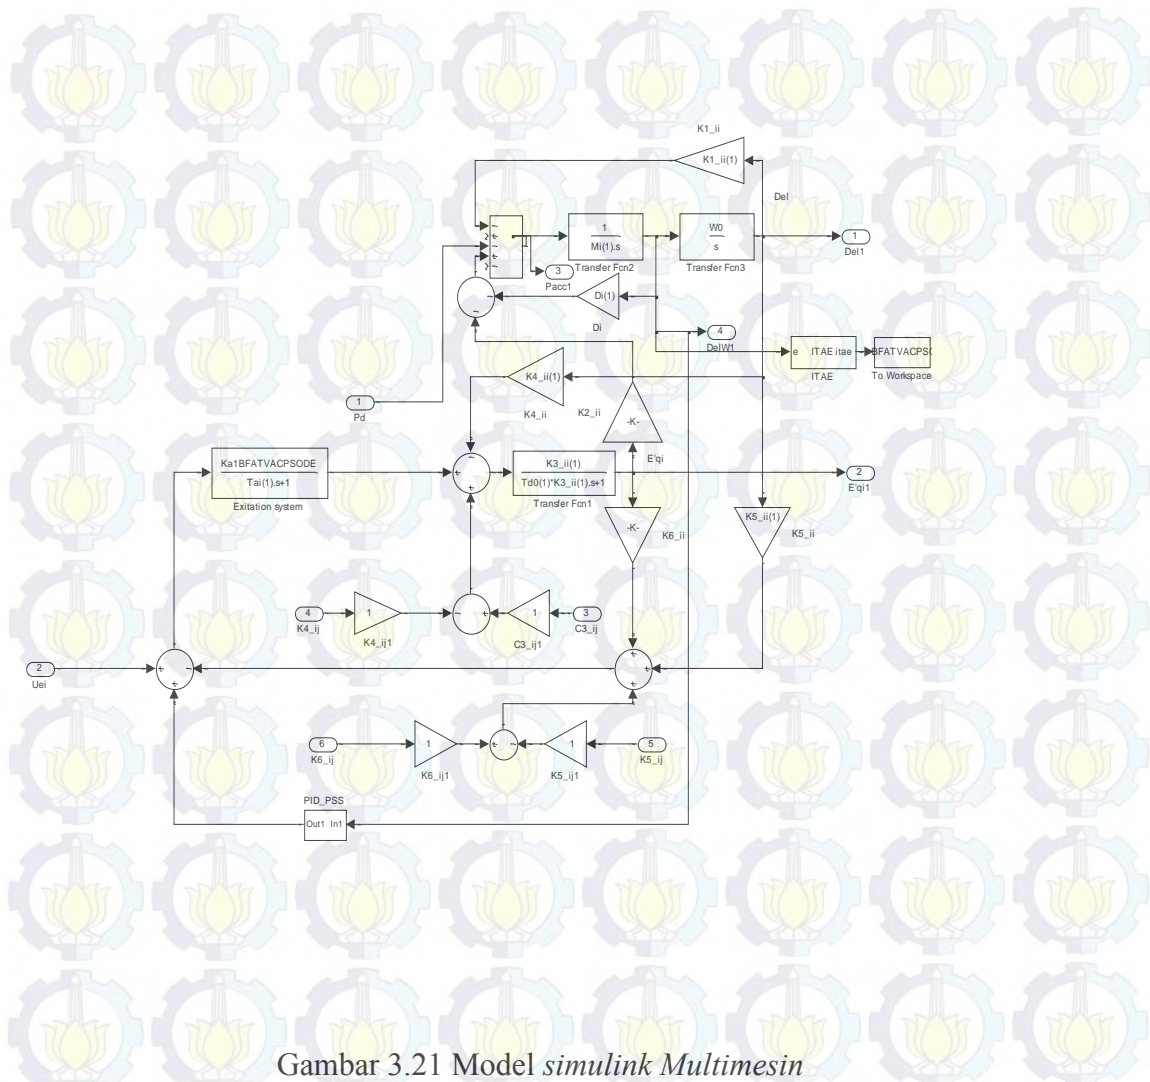 K1_ii
K1_ii(1)
Del
1
Mi(1).s
Transfer Fcn2
W0
s
Transfer Fcn3
1
Del1
3
Pacc1
Di(1)
Di
4
DelW1
e
ITAE itae
ITAE
BFATVACPS
To Workspace
K4_ii(1)
K4_ii
K2_ii
-K-
1
Pd
Ka1BFATVACPSODE
Tai(1).s+1
Exitation system
K3_ii(1)
Td0(1)*K3_ii(1).s+1
Transfer Fcn1
E'qi
2
E'qi1
-K-
K6_ii
K5_ii(1)
K5_ii
4
K4_ij
1
K4_ij1
1
C3_ij1
3
C3_ij
2
Uei
6
K6_ij
1
K6_ij1
1
K5_ij1
5
K5_ij
PID_PSS
Out1 In1
Gambar 3.21 Model simulink Multimesin